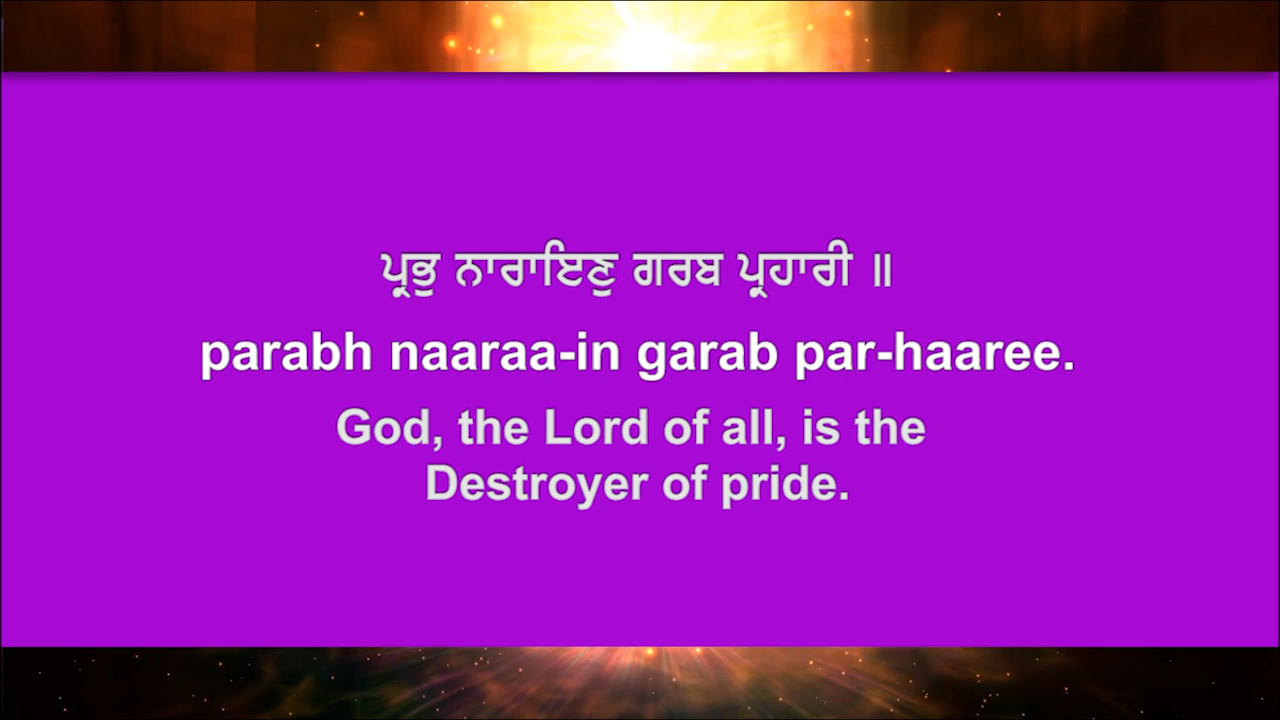 ਪ੍ਰਭੁ ਨਾਰਾਇਣੁ ਗਰਬ ਪ੍ਰਹਾਰੀ ॥
parabh naaraa-in garab par-haaree.
God, the Lord of all, is the
Destroyer of pride.